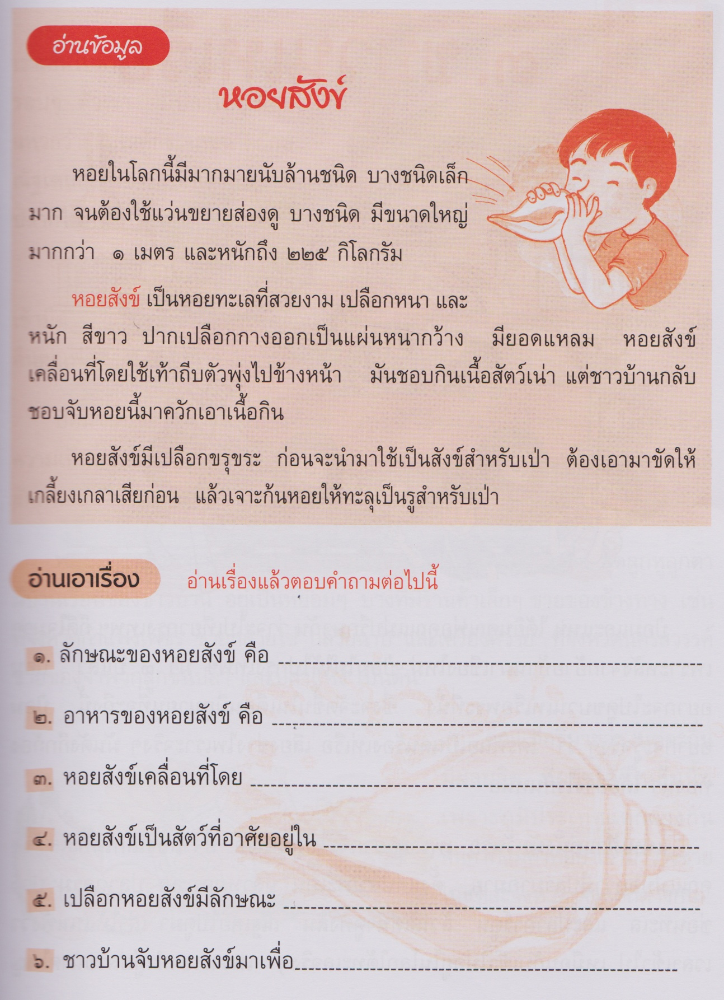 อ่านข้อมูล
หอยสังข์
หอยในโลกนี้มีมากมายนับล้านชนิด บางชนิดเล็ก
มาก จนต้องใช้แว่นขยายส่องดู บางชนิด มีขนาดใหญ่
มากกว่า ๑ เมตร และหนักถึง ๒๒๕ กิโลกรัม
หอยสังข์ เป็นหอยทะเลที่สวยงาม เปลือกหนา และ
หนัก สีขาว ปากเปลือกกางออกเป็นแผ่นหนากว้าง มียอดแหลม หอยสังข์
เคลื่อนที่โดยใช้เท้าถีบตัวพุ่งไปข้างหน้า มันชอบกินเนื้อสัตว์เน่า แต่ชาวบ้านกลับ
ชอบจับหอยนี้มาควักเอาเนื้อกิน
หอยสังข์มีเปลือกขรุขระ ก่อนจะนำมาใช้เป็นสังข์สำหรับเป่า ต้องเอามาขัดให้
เกลี้ยงเกลาเสียก่อน แล้วเจาะก้นหอยให้ทะลุเป็นรูสำหรับเป่า
อ่านเอาเรื่อง อ่านเรื่องแล้วตอบคำถามต่อไปนี้
๑. ลักษณะของหอยสังข์ คือ
๒. อาหารของหอยสังข์ คือ
๓. หอยสังข์เคลื่อนที่โดย
๔. หอยสังข์เป็นสัตว์ที่อาศัยอยู่ใน
๕. เปลือกหอยสังข์มีลักษณะ
๖. ชาวบ้านจับหอยสังข์มาเพื่อ